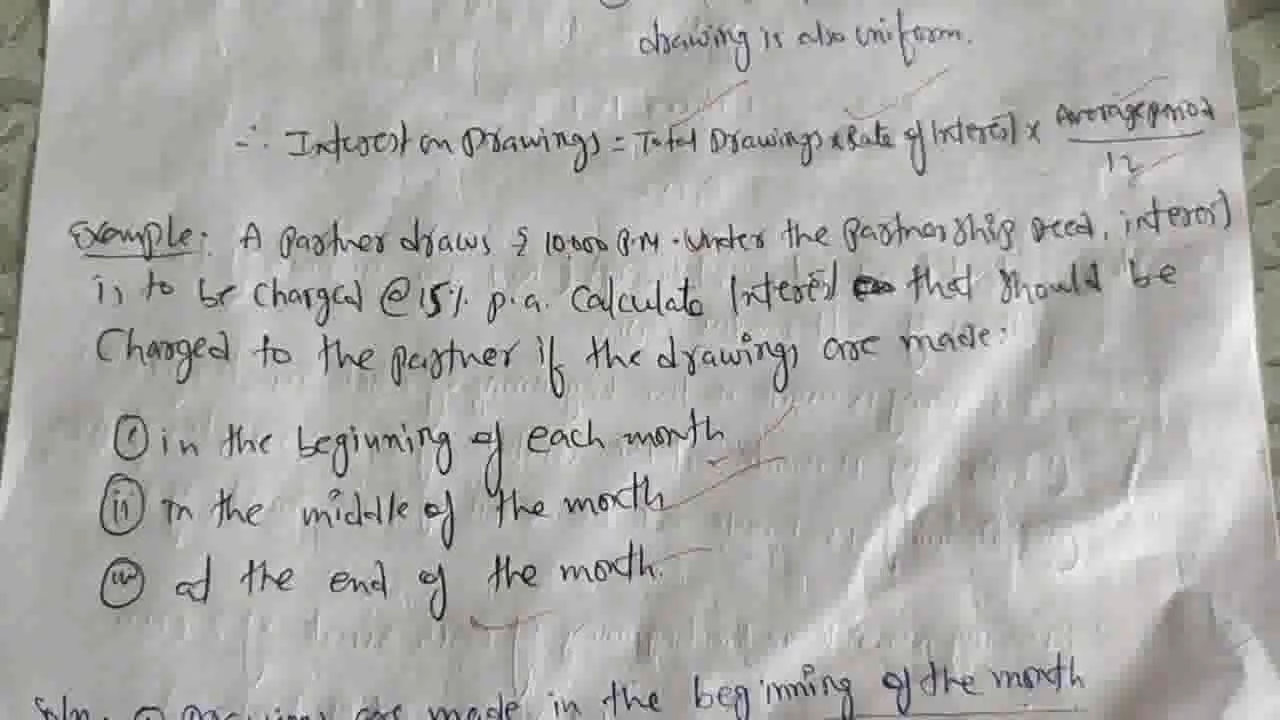 drawing is also uniform.
∴ Interest on Drawings = Total Drawings x Rate of Interest x Average period / 12
Example: A partner draws ₹ 10,000 P.M. Under the partnership Deed, interest
is to be charged @ 15% p.a. Calculate Interest that should be
Charged to the partner if the drawings are made:
(i) in the beginning of each month
(ii) in the middle of the month
(iii) at the end of the month.
Soln. Drawings are made in the beginning of the month